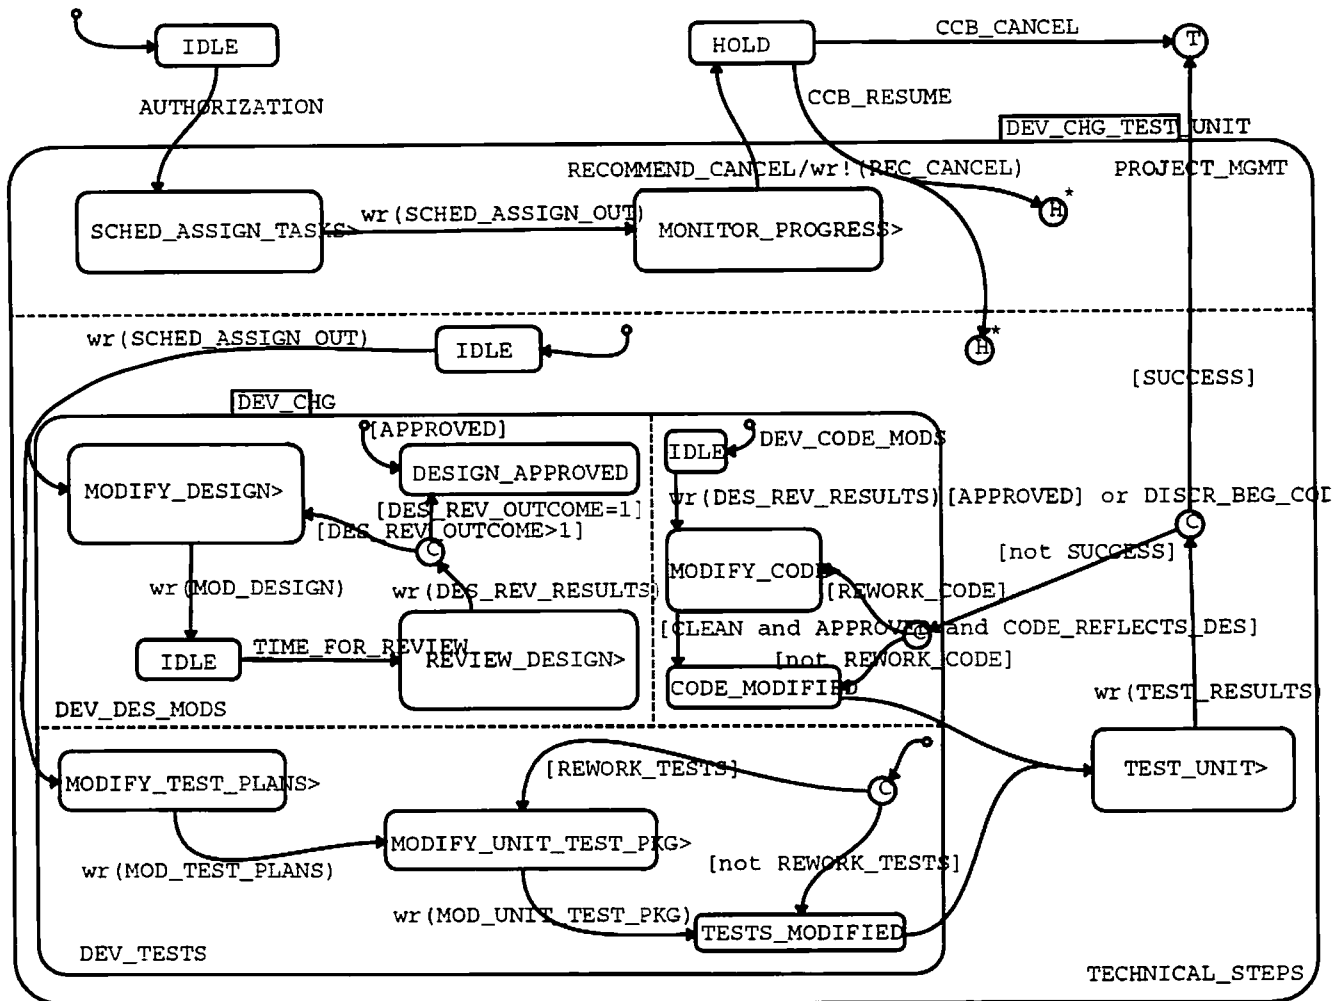 IDLE
HOLD
CCB_CANCEL
T
AUTHORIZATION
CCB_RESUME
DEV_CHG_TEST_UNIT
RECOMMEND_CANCEL/wr!(REC_CANCEL)
PROJECT_MGMT
SCHED_ASSIGN_TASKS>
wr(SCHED_ASSIGN_OUT)
MONITOR_PROGRESS>
H*
wr(SCHED_ASSIGN_OUT)
IDLE
H*
[SUCCESS]
DEV_CHG
[APPROVED]
DEV_CODE_MODS
IDLE
DESIGN_APPROVED
MODIFY_DESIGN>
wr(DES_REV_RESULTS)[APPROVED] or DISCR_BEG_COD
[DES_REV_OUTCOME=1]
[DES_REV_OUTCOME>1]
C
C
[not SUCCESS]
MODIFY_CODE
wr(MOD_DESIGN)
wr(DES_REV_RESULTS)
[REWORK_CODE]
[CLEAN and APPROVED and CODE_REFLECTS_DES]
C
IDLE
TIME_FOR_REVIEW
REVIEW_DESIGN>
[not REWORK_CODE]
CODE_MODIFIED
wr(TEST_RESULTS)
DEV_DES_MODS
MODIFY_TEST_PLANS>
[REWORK_TESTS]
C
TEST_UNIT>
MODIFY_UNIT_TEST_PKG>
wr(MOD_TEST_PLANS)
[not REWORK_TESTS]
wr(MOD_UNIT_TEST_PKG)
TESTS_MODIFIED
DEV_TESTS
TECHNICAL_STEPS